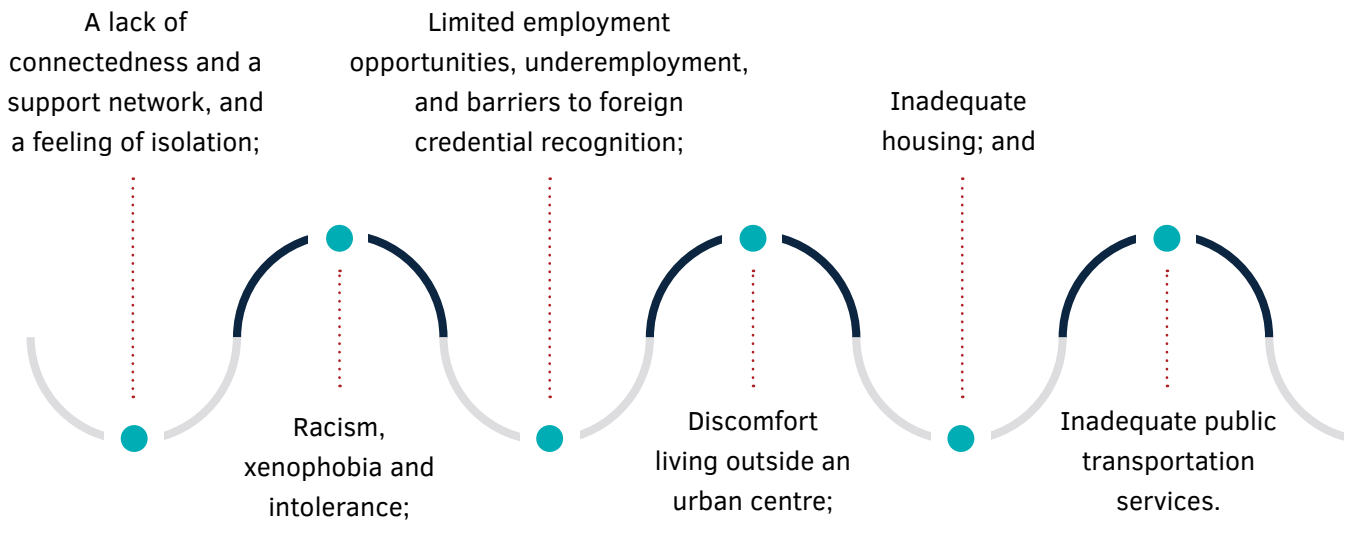 A lack of
connectedness and a
support network, and
a feeling of isolation;
Racism,
xenophobia and
intolerance;
Limited employment
opportunities, underemployment,
and barriers to foreign
credential recognition;
Discomfort
living outside an
urban centre;
Inadequate
housing; and
Inadequate public
transportation
services.